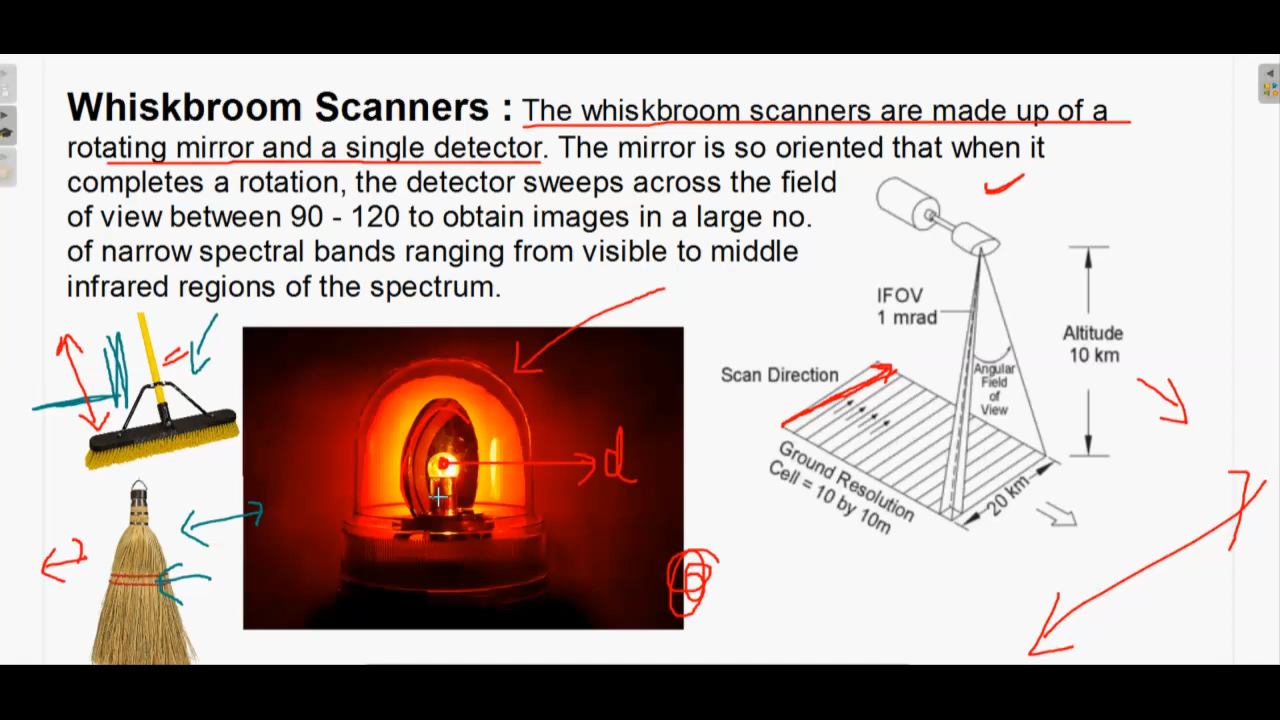 Whiskbroom Scanners : The whiskbroom scanners are made up of a
rotating mirror and a single detector. The mirror is so oriented that when it
completes a rotation, the detector sweeps across the field
of view between 90 - 120 to obtain images in a large no.
of narrow spectral bands ranging from visible to middle
infrared regions of the spectrum.
IFOV
1 mrad
Altitude
10 km
Scan Direction
Angular
Field
of
View
Ground Resolution
Cell = 10 by 10m
20 km
d